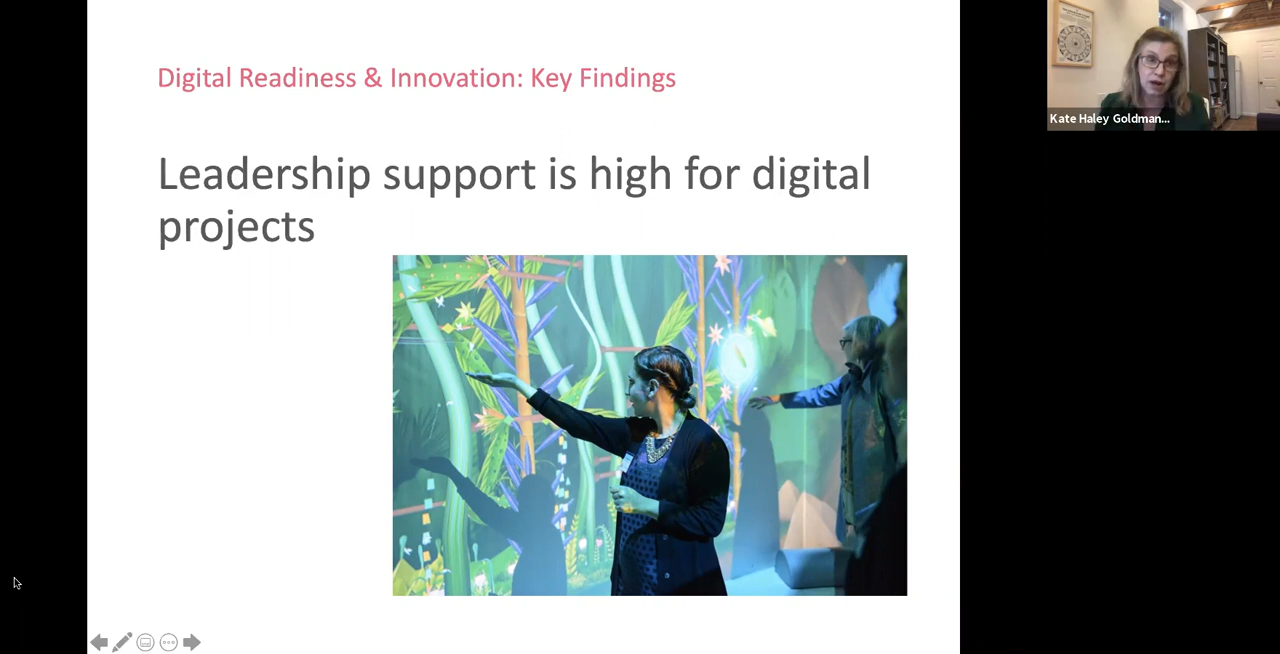 Digital Readiness & Innovation: Key Findings
Leadership support is high for digital
projects
Kate Haley Goldman...